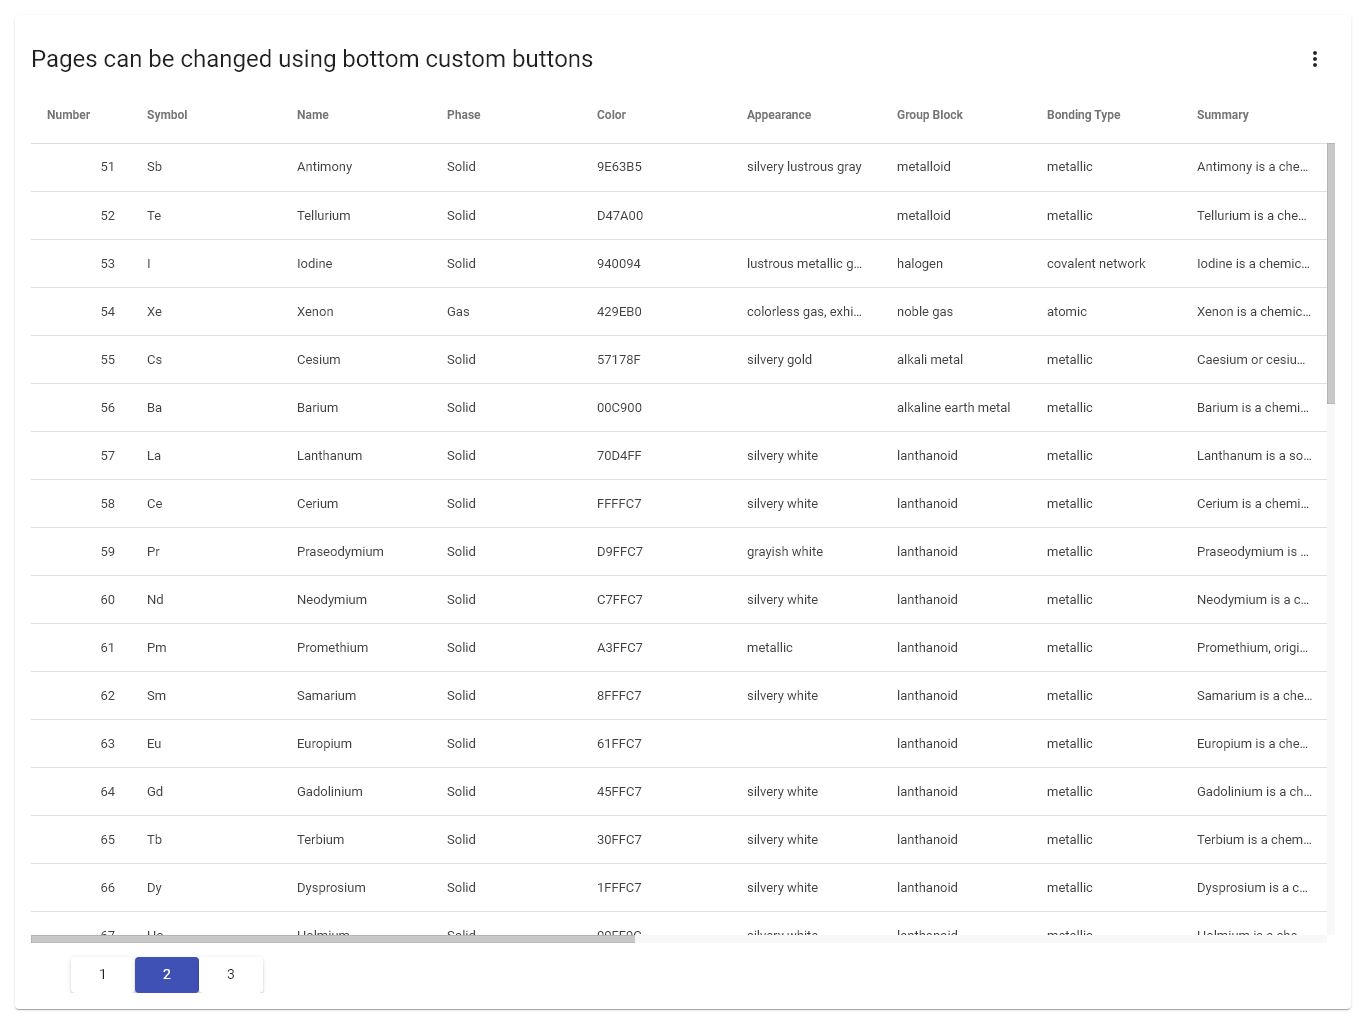 Pages can be changed using bottom custom buttons
Number Symbol Name Phase Color Appearance Group Block Bonding Type Summary
51 Sb Antimony Solid 9E63B5 silvery lustrous gray metalloid metallic Antimony is a che...
52 Te Tellurium Solid D47A00 metalloid metallic Tellurium is a che...
53 I Iodine Solid 940094 lustrous metallic g... halogen covalent network Iodine is a chemic...
54 Xe Xenon Gas 429EB0 colorless gas, exhi... noble gas atomic Xenon is a chemic...
55 Cs Cesium Solid 57178F silvery gold alkali metal metallic Caesium or cesiu...
56 Ba Barium Solid 00C900 alkaline earth metal metallic Barium is a chemi...
57 La Lanthanum Solid 70D4FF silvery white lanthanoid metallic Lanthanum is a so...
58 Ce Cerium Solid FFFFC7 silvery white lanthanoid metallic Cerium is a chemi...
59 Pr Praseodymium Solid D9FFC7 grayish white lanthanoid metallic Praseodymium is ...
60 Nd Neodymium Solid C7FFC7 silvery white lanthanoid metallic Neodymium is a c...
61 Pm Promethium Solid A3FFC7 metallic lanthanoid metallic Promethium, origi...
62 Sm Samarium Solid 8FFFC7 silvery white lanthanoid metallic Samarium is a che...
63 Eu Europium Solid 61FFC7 lanthanoid metallic Europium is a che...
64 Gd Gadolinium Solid 45FFC7 silvery white lanthanoid metallic Gadolinium is a ch...
65 Tb Terbium Solid 30FFC7 silvery white lanthanoid metallic Terbium is a chem...
66 Dy Dysprosium Solid 1FFFC7 silvery white lanthanoid metallic Dysprosium is a c...
67 Ho Holmium Solid silvery white lanthanoid metallic Holmium is a che...
1 2 3